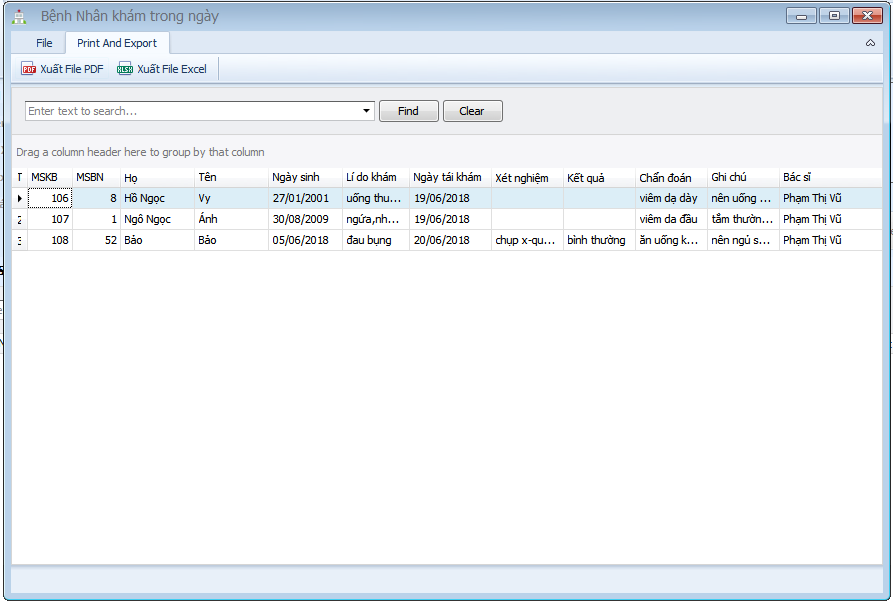 Bệnh Nhân khám trong ngày
File Print And Export
Xuất File PDF Xuất File Excel
Enter text to search... Find Clear
Drag a column header here to group by that column
T MSKB MSBN Họ Tên Ngày sinh Lí do khám Ngày tái khám Xét nghiệm Kết quả Chẩn đoán Ghi chú Bác sĩ
106 8 Hồ Ngọc Vy 27/01/2001 uống thu... 19/06/2018 viêm dạ dày nên uống ... Phạm Thị Vũ
2 107 1 Ngô Ngọc Ánh 30/08/2009 ngứa,nh... 19/06/2018 viêm da đầu tắm thườn... Phạm Thị Vũ
3 108 52 Bảo Bảo 05/06/2018 đau bụng 20/06/2018 chụp x-qu... bình thường ăn uống k... nên ngủ s... Phạm Thị Vũ